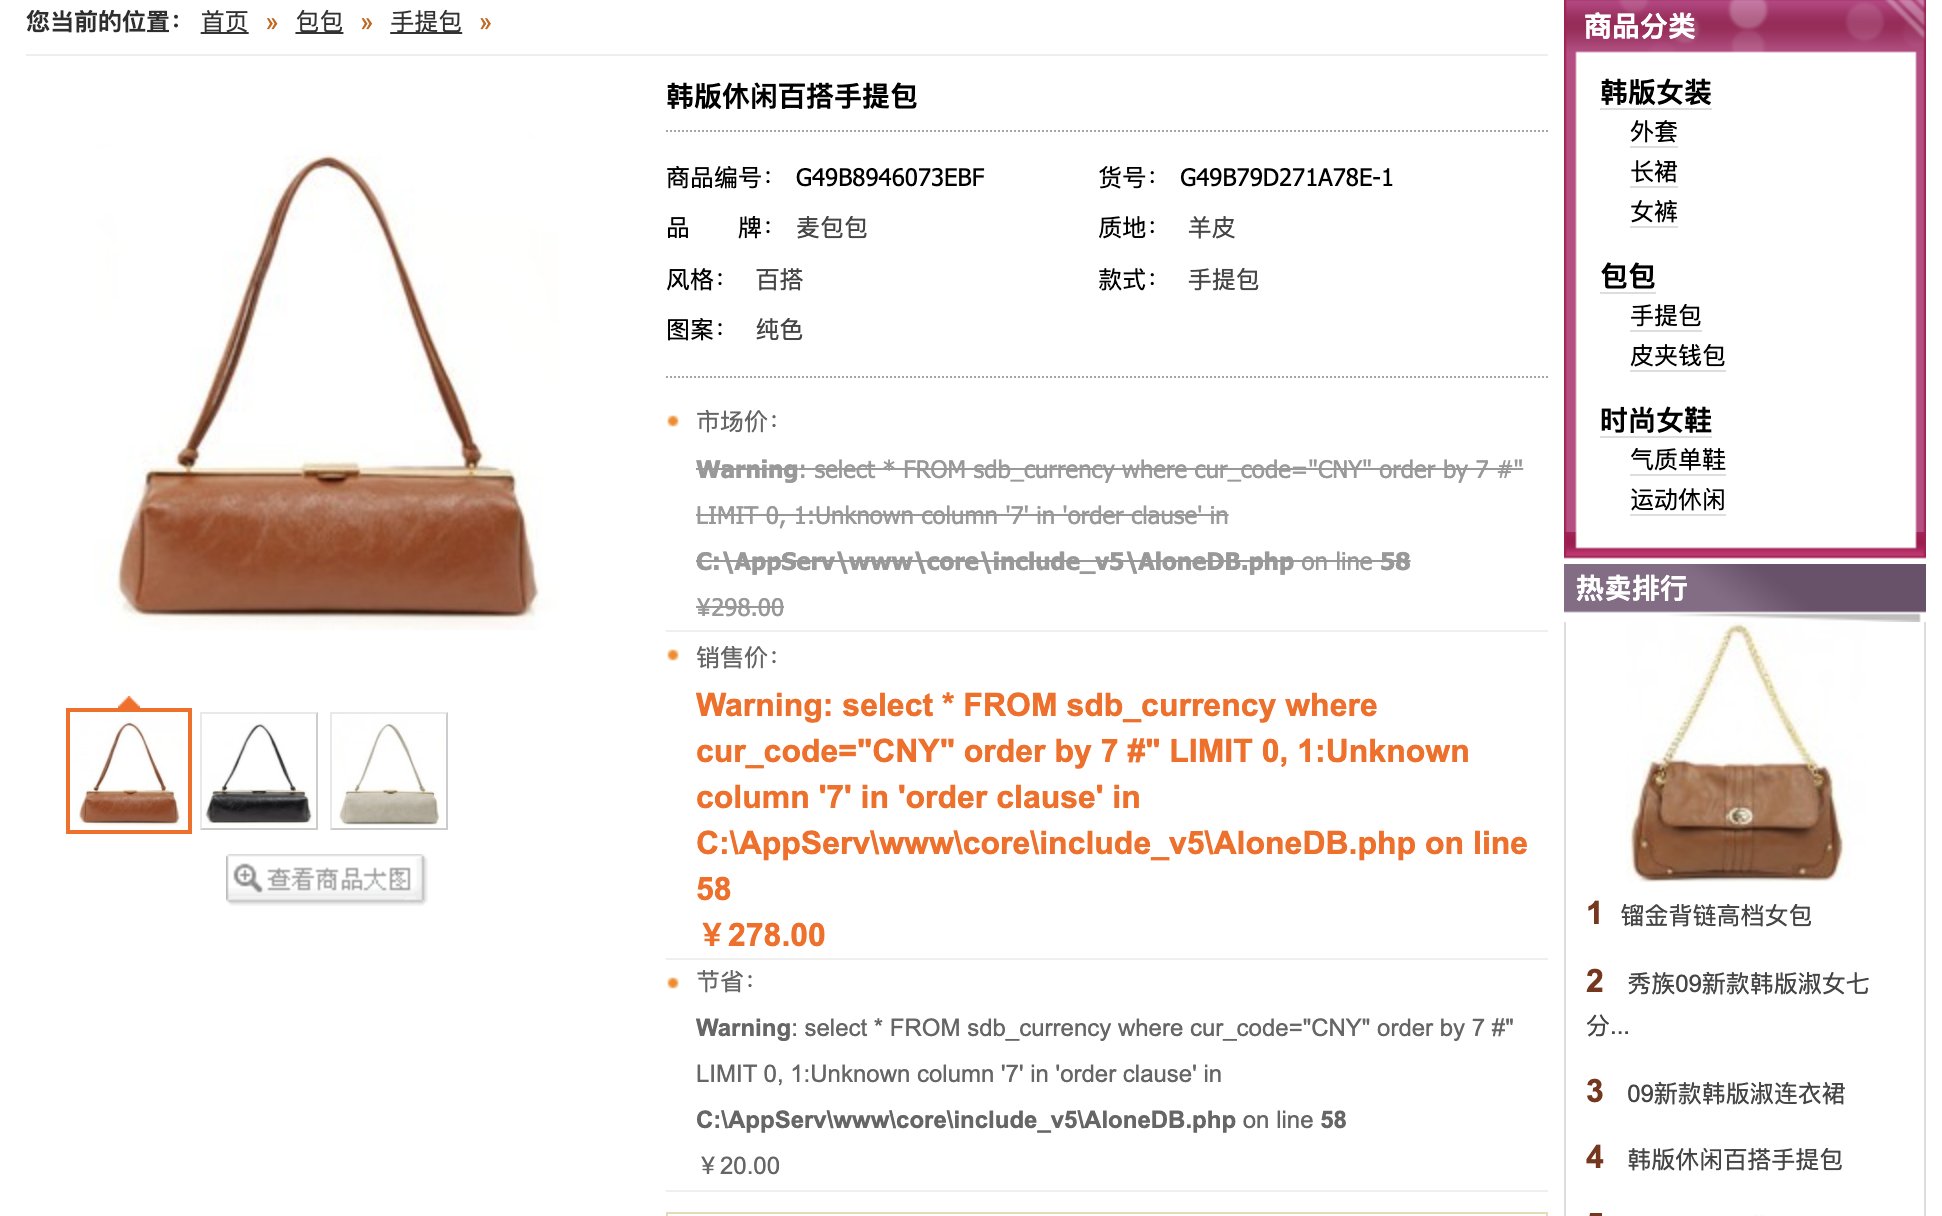 您当前的位置： 首页 » 包包 » 手提包 »
韩版休闲百搭手提包
商品编号： G49B8946073EBF 货号： G49B79D271A78E-1
品 牌： 麦包包 质地： 羊皮
风格： 百搭 款式： 手提包
图案： 纯色
市场价：
Warning: select * FROM sdb_currency where cur_code="CNY" order by 7 #"
LIMIT 0, 1:Unknown column '7' in 'order clause' in
C:\AppServ\www\core\include_v5\AloneDB.php on line 58
¥298.00
销售价：
Warning: select * FROM sdb_currency where
cur_code="CNY" order by 7 #" LIMIT 0, 1:Unknown
column '7' in 'order clause' in
C:\AppServ\www\core\include_v5\AloneDB.php on line
58
￥278.00
节省：
Warning: select * FROM sdb_currency where cur_code="CNY" order by 7 #"
LIMIT 0, 1:Unknown column '7' in 'order clause' in
C:\AppServ\www\core\include_v5\AloneDB.php on line 58
￥20.00
查看商品大图
商品分类
韩版女装
外套
长裙
女裤
包包
手提包
皮夹钱包
时尚女鞋
气质单鞋
运动休闲
热卖排行
1 镏金背链高档女包
2 秀族09新款韩版淑女七
分...
3 09新款韩版淑连衣裙
4 韩版休闲百搭手提包